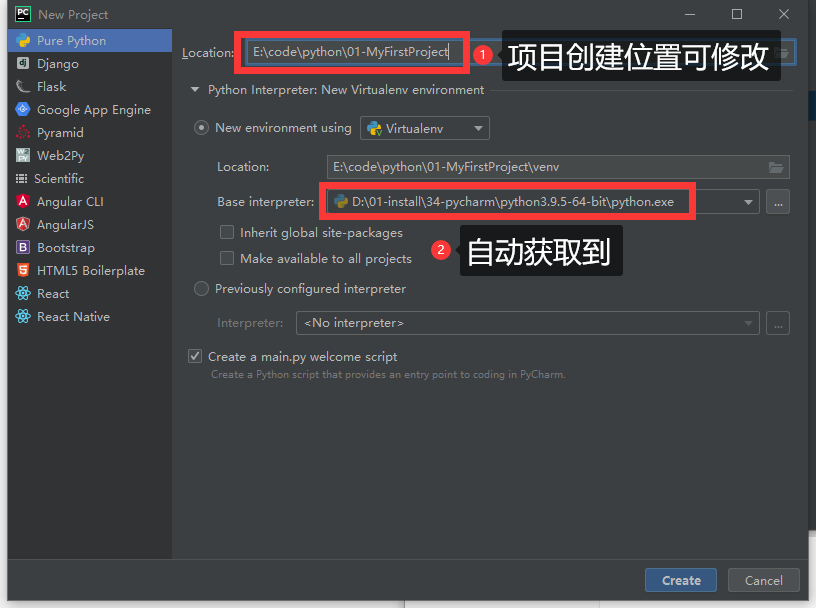 New Project
Pure Python
Django
Flask
Google App Engine
Pyramid
Web2Py
Scientific
Angular CLI
AngularJS
Bootstrap
HTML5 Boilerplate
React
React Native
Location: E:\code\python\01-MyFirstProject
1 项目创建位置可修改
Python Interpreter: New Virtualenv environment
New environment using Virtualenv
Location: E:\code\python\01-MyFirstProject\venv
Base interpreter: D:\01-install\34-pycharm\python3.9.5-64-bit\python.exe ...
Inherit global site-packages
2 自动获取到
Make available to all projects
Previously configured interpreter
Interpreter: <No interpreter> ...
Create a main.py welcome script
Create a Python script that provides an entry point to coding in PyCharm.
Create Cancel